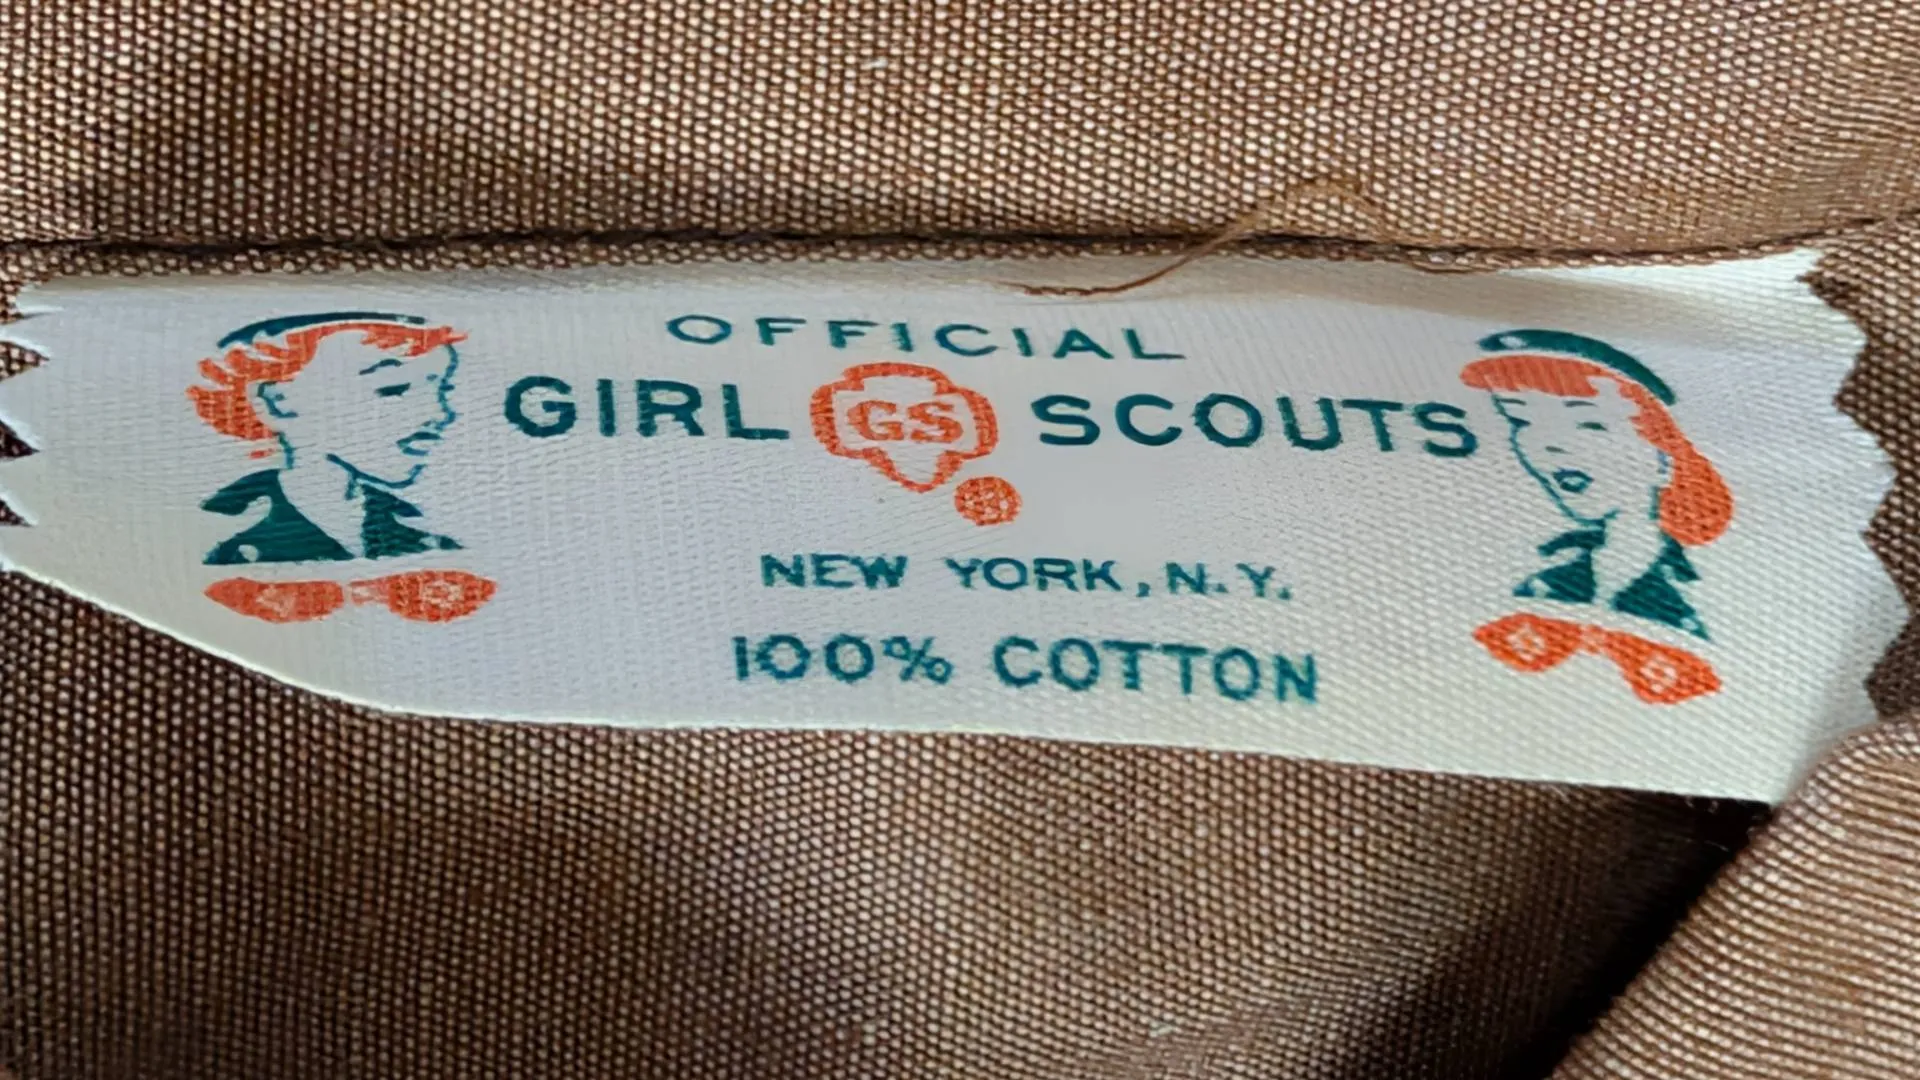 OFFICIAL
GIRL GS SCOUTS
NEW YORK, N.Y.
100% COTTON